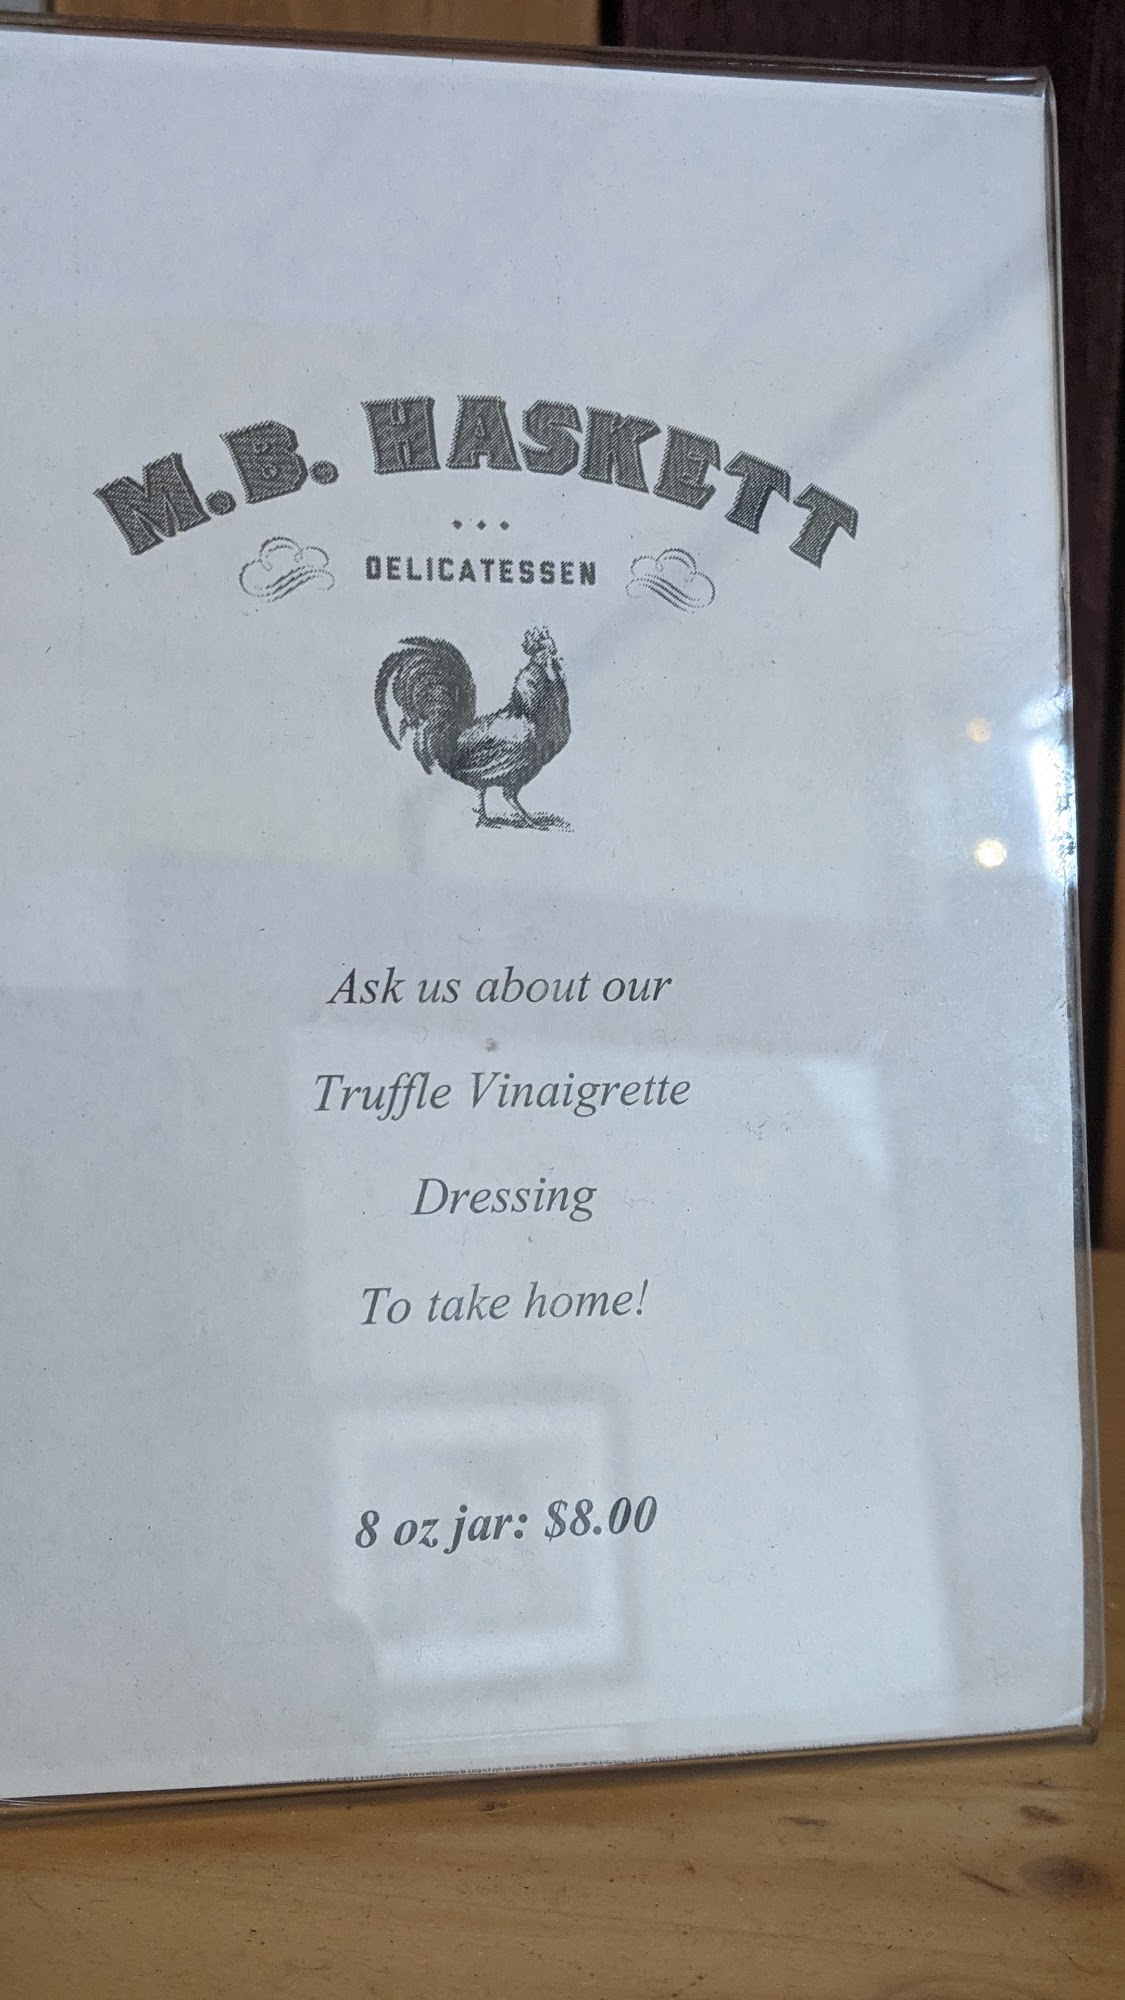 M.B. HASKETT
DELICATESSEN
Ask us about our
Truffle Vinaigrette
Dressing
To take home!
8 oz jar: $8.00